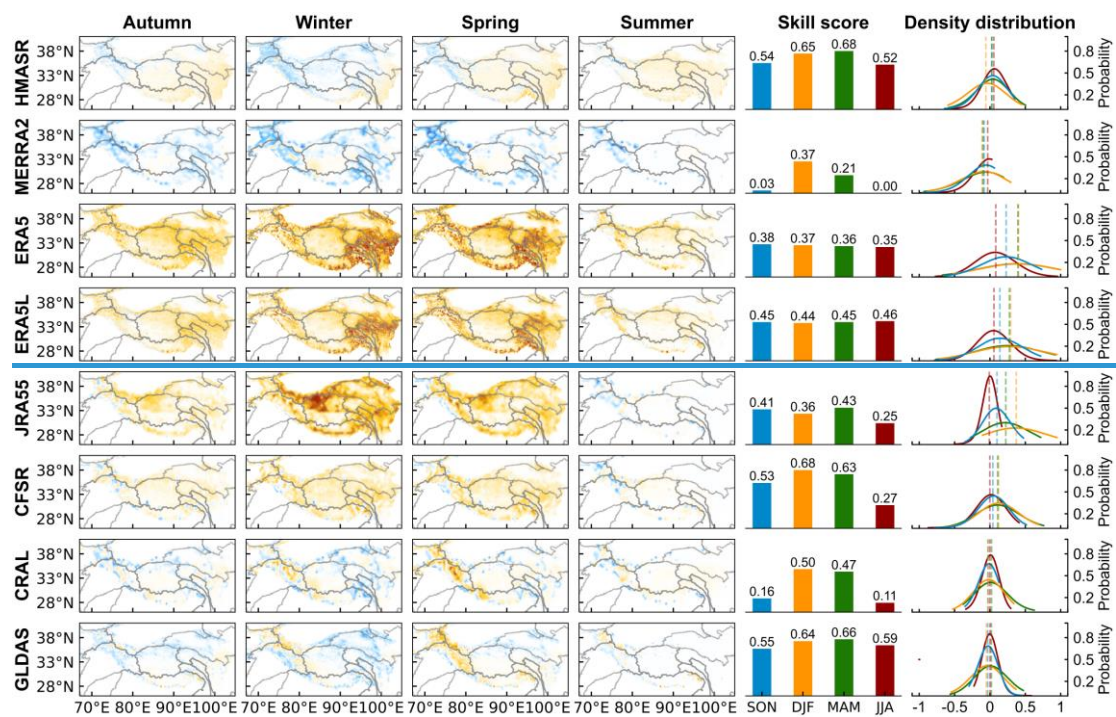 Autumn Winter Spring Summer Skill score Density distribution
HMASR
38°N
33°N
28°N
0.54 0.65 0.68 0.52
0.8
0.5
0.2
Probability
MERRA2
38°N
33°N
28°N
0.03 0.37 0.21 0.00
0.8
0.5
0.2
Probability
ERA5
38°N
33°N
28°N
0.38 0.37 0.36 0.35
0.8
0.5
0.2
Probability
ERA5L
38°N
33°N
28°N
0.45 0.44 0.45 0.46
0.8
0.5
0.2
Probability
JRA55
38°N
33°N
28°N
0.41 0.36 0.43 0.25
0.8
0.5
0.2
Probability
CFSR
38°N
33°N
28°N
0.53 0.68 0.63 0.27
0.8
0.5
0.2
Probability
CRAL
38°N
33°N
28°N
0.16 0.50 0.47 0.11
0.8
0.5
0.2
Probability
GLDAS
38°N
33°N
28°N
0.55 0.64 0.66 0.59
0.8
0.5
0.2
Probability
70°E 80°E 90°E 100°E 70°E 80°E 90°E 100°E 70°E 80°E 90°E 100°E 70°E 80°E 90°E 100°E SON DJF MAM JJA -1 -0.5 0 0.5 1